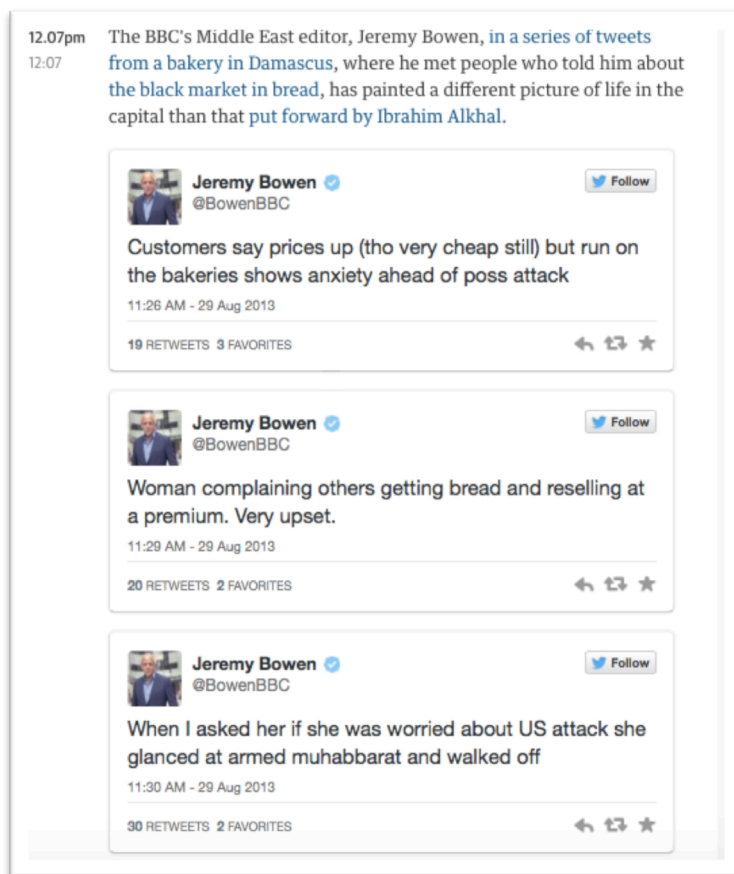 12.07pm The BBC's Middle East editor, Jeremy Bowen, in a series of tweets
12:07 from a bakery in Damascus, where he met people who told him about
the black market in bread, has painted a different picture of life in the
capital than that put forward by Ibrahim Alkhal.
Jeremy Bowen
@BowenBBC
Follow
Customers say prices up (tho very cheap still) but run on
the bakeries shows anxiety ahead of poss attack
11:26 AM - 29 Aug 2013
19 RETWEETS 3 FAVORITES
Jeremy Bowen
@BowenBBC
Follow
Woman complaining others getting bread and reselling at
a premium. Very upset.
11:29 AM - 29 Aug 2013
20 RETWEETS 2 FAVORITES
Jeremy Bowen
@BowenBBC
Follow
When I asked her if she was worried about US attack she
glanced at armed muhabbarat and walked off
11:30 AM - 29 Aug 2013
30 RETWEETS 2 FAVORITES